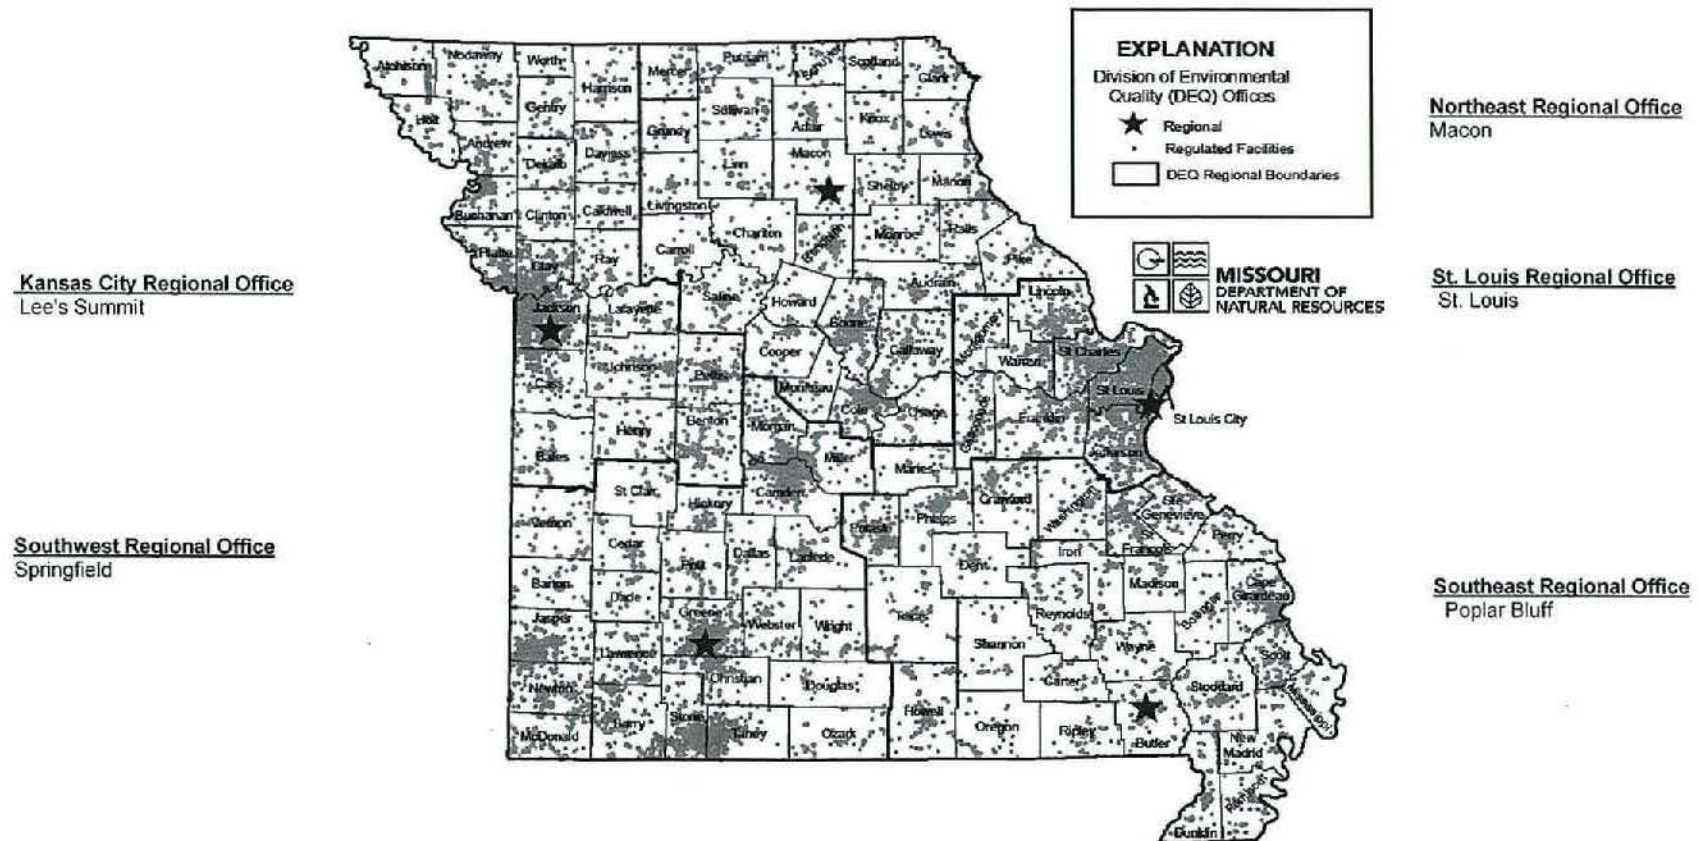 EXPLANATION
Division of Environmental
Quality (DEQ) Offices
Regional
Regulated Facilities
DEQ Regional Boundaries
MISSOURI
DEPARTMENT OF
NATURAL RESOURCES
Northeast Regional Office
Macon
St. Louis Regional Office
St. Louis
Southeast Regional Office
Poplar Bluff
Kansas City Regional Office
Lee's Summit
Southwest Regional Office
Springfield
Atchison
Nodaway
Worth
Harrison
Mercer
Putnam
Scotland
Clark
Holt
Gentry
Sullivan
Adair
Knox
Lewis
Andrew
Dekalb
Daviess
Grundy
Linn
Macon
Shelby
Marion
Buchanan
Clinton
Caldwell
Livingston
Chariton
Randolph
Monroe
Ralls
Platte
Clay
Ray
Carroll
Pike
Jackson
Lafayette
Saline
Howard
Boone
Audrain
Lincoln
Callaway
Montgomery
Warren
St Charles
St Louis
St Louis City
Cass
Johnson
Pettis
Cooper
Moniteau
Cole
Osage
Gasconade
Franklin
Jefferson
Bates
Henry
Benton
Morgan
Miller
Maries
St Clair
Hickory
Camden
Pulaski
Phelps
Crawford
Washington
Ste
Genevieve
St
Francois
Perry
Vernon
Cedar
Polk
Dallas
Laclede
Dent
Iron
Madison
Bollinger
Cape
Girardeau
Barton
Dade
Greene
Webster
Wright
Texas
Reynolds
Wayne
Scott
Jasper
Lawrence
Christian
Douglas
Shannon
Carter
Stoddard
Mississippi
Newton
Barry
Stone
Taney
Ozark
Howell
Oregon
Ripley
Butler
New
Madrid
McDonald
Pemiscot
Dunklin